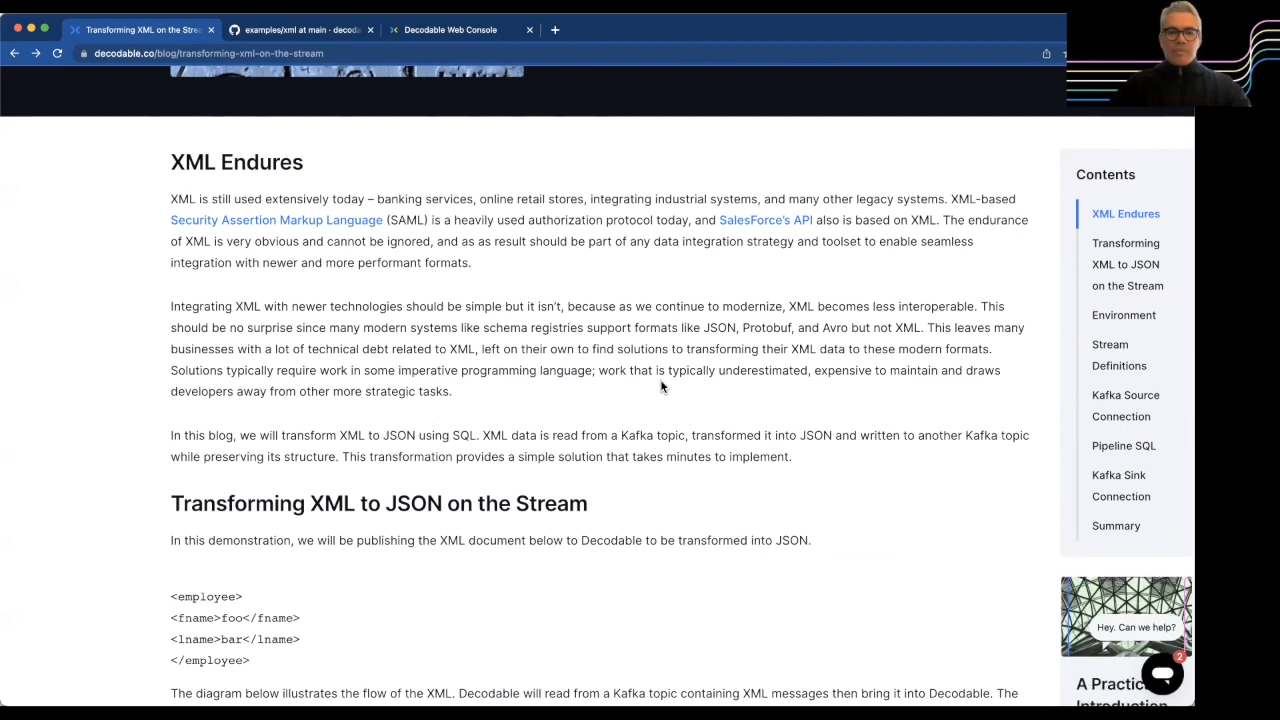 Transforming XML on the Strea
examples/xml at main · decoda
Decodable Web Console
decodable.co/blog/transforming-xml-on-the-stream
XML Endures
XML is still used extensively today – banking services, online retail stores, integrating industrial systems, and many other legacy systems. XML-based
Security Assertion Markup Language (SAML) is a heavily used authorization protocol today, and SalesForce's API also is based on XML. The endurance
of XML is very obvious and cannot be ignored, and as as result should be part of any data integration strategy and toolset to enable seamless
integration with newer and more performant formats.
Integrating XML with newer technologies should be simple but it isn't, because as we continue to modernize, XML becomes less interoperable. This
should be no surprise since many modern systems like schema registries support formats like JSON, Protobuf, and Avro but not XML. This leaves many
businesses with a lot of technical debt related to XML, left on their own to find solutions to transforming their XML data to these modern formats.
Solutions typically require work in some imperative programming language; work that is typically underestimated, expensive to maintain and draws
developers away from other more strategic tasks.
In this blog, we will transform XML to JSON using SQL. XML data is read from a Kafka topic, transformed it into JSON and written to another Kafka topic
while preserving its structure. This transformation provides a simple solution that takes minutes to implement.
Transforming XML to JSON on the Stream
In this demonstration, we will be publishing the XML document below to Decodable to be transformed into JSON.
<employee>
<fname>foo</fname>
<lname>bar</lname>
</employee>
The diagram below illustrates the flow of the XML. Decodable will read from a Kafka topic containing XML messages then bring it into Decodable. The
Contents
XML Endures
Transforming
XML to JSON
on the Stream
Environment
Stream
Definitions
Kafka Source
Connection
Pipeline SQL
Kafka Sink
Connection
Summary
Hey. Can we help?
2
A Practic
Introduction